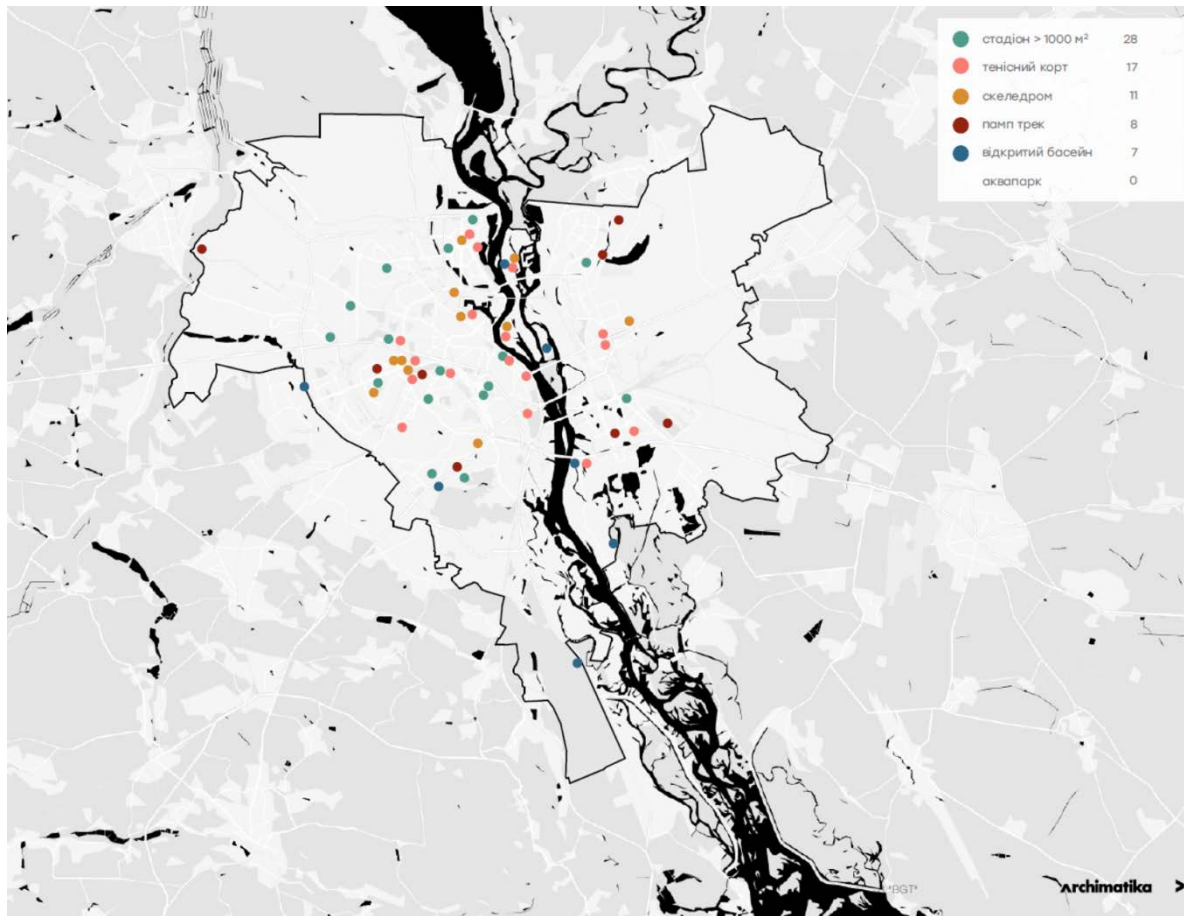 стадіон > 1000 м² 28
тенісний корт 17
скеледром 11
памп трек 8
відкритий басейн 7
аквапарк 0
*BGT*
Archimatika >